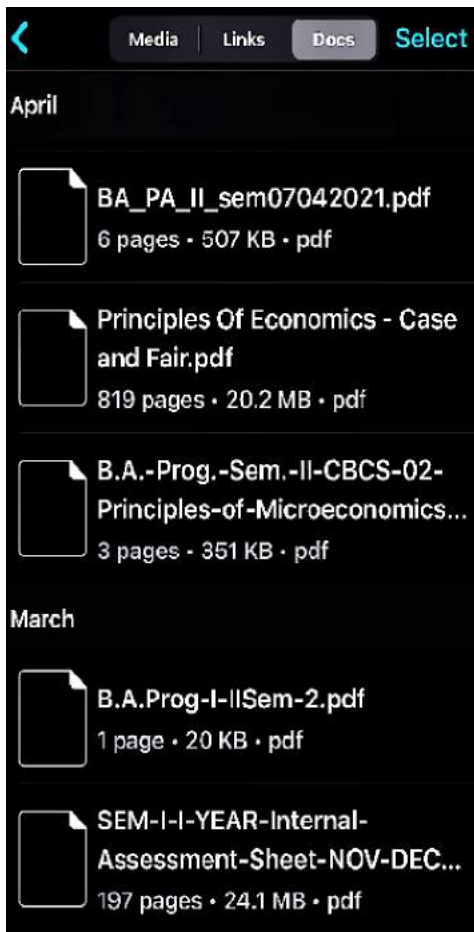 Media Links Docs Select
April
BA_PA_II_sem07042021.pdf
6 pages • 507 KB • pdf
Principles Of Economics - Case
and Fair.pdf
819 pages • 20.2 MB • pdf
B.A.-Prog.-Sem.-II-CBCS-02-
Principles-of-Microeconomics...
3 pages • 351 KB • pdf
March
B.A.Prog-I-IISem-2.pdf
1 page • 20 KB • pdf
SEM-I-I-YEAR-Internal-
Assessment-Sheet-NOV-DEC...
197 pages • 24.1 MB • pdf